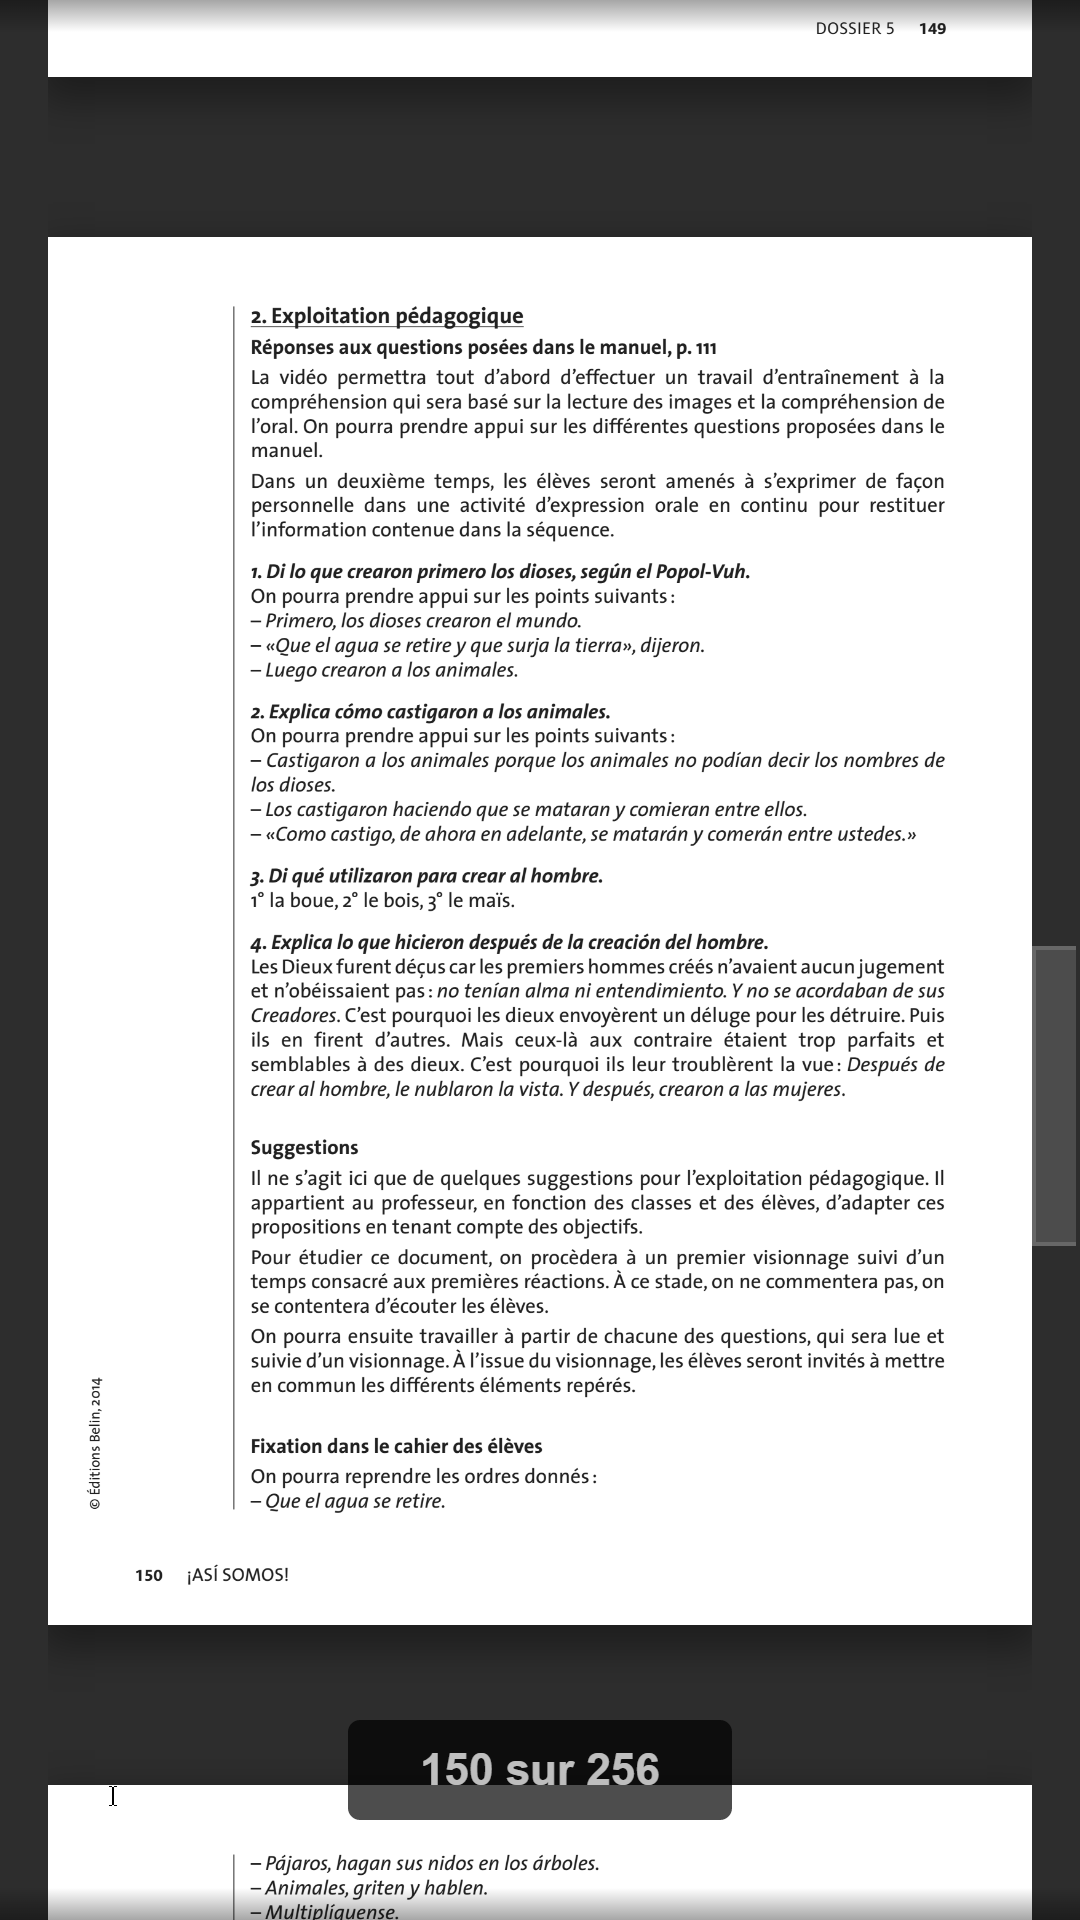 DOSSIER 5 149
2. Exploitation pédagogique
Réponses aux questions posées dans le manuel, p. 111
La vidéo permettra tout d’abord d’effectuer un travail d’entraînement à la
compréhension qui sera basé sur la lecture des images et la compréhension de
l’oral. On pourra prendre appui sur les différentes questions proposées dans le
manuel.
Dans un deuxième temps, les élèves seront amenés à s’exprimer de façon
personnelle dans une activité d’expression orale en continu pour restituer
l’information contenue dans la séquence.
1. Di lo que crearon primero los dioses, según el Popol-Vuh.
On pourra prendre appui sur les points suivants :
– Primero, los dioses crearon el mundo.
– «Que el agua se retire y que surja la tierra», dijeron.
– Luego crearon a los animales.
2. Explica cómo castigaron a los animales.
On pourra prendre appui sur les points suivants :
– Castigaron a los animales porque los animales no podían decir los nombres de
los dioses.
– Los castigaron haciendo que se mataran y comieran entre ellos.
– «Como castigo, de ahora en adelante, se matarán y comerán entre ustedes.»
3. Di qué utilizaron para crear al hombre.
1° la boue, 2° le bois, 3° le maïs.
4. Explica lo que hicieron después de la creación del hombre.
Les Dieux furent déçus car les premiers hommes créés n’avaient aucun jugement
et n’obéissaient pas : no tenían alma ni entendimiento. Y no se acordaban de sus
Creadores. C’est pourquoi les dieux envoyèrent un déluge pour les détruire. Puis
ils en firent d’autres. Mais ceux-là aux contraire étaient trop parfaits et
semblables à des dieux. C’est pourquoi ils leur troublèrent la vue : Después de
crear al hombre, le nublaron la vista. Y después, crearon a las mujeres.
Suggestions
Il ne s’agit ici que de quelques suggestions pour l’exploitation pédagogique. Il
appartient au professeur, en fonction des classes et des élèves, d’adapter ces
propositions en tenant compte des objectifs.
Pour étudier ce document, on procèdera à un premier visionnage suivi d’un
temps consacré aux premières réactions. À ce stade, on ne commentera pas, on
se contentera d’écouter les élèves.
On pourra ensuite travailler à partir de chacune des questions, qui sera lue et
suivie d’un visionnage. À l’issue du visionnage, les élèves seront invités à mettre
en commun les différents éléments repérés.
Fixation dans le cahier des élèves
On pourra reprendre les ordres donnés :
– Que el agua se retire.
© Éditions Belin, 2014
150 ¡ASÍ SOMOS!
150 sur 256
– Pájaros, hagan sus nidos en los árboles.
– Animales, griten y hablen.
– Multiplíquense.